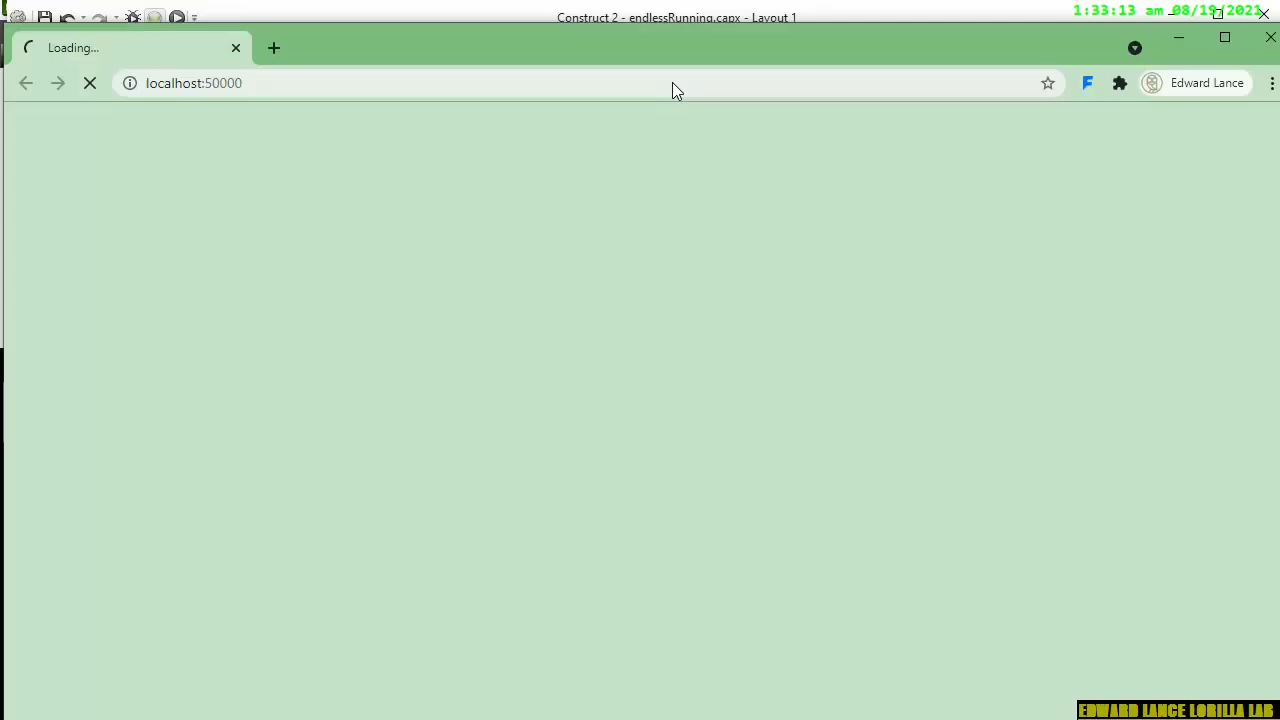 Construct 2 - endlessRunning.capx - Layout 1
1:33:13 am 08/19/2021
Loading...
localhost:50000
Edward Lance
EDWARD LANCE LORILLA LAB